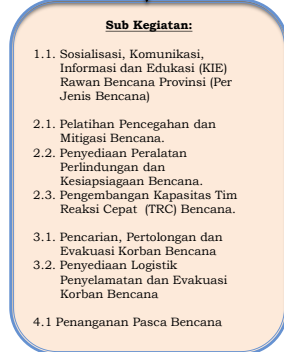 Sub Kegiatan:
1.1. Sosialisasi, Komunikasi,
Informasi dan Edukasi (KIE)
Rawan Bencana Provinsi (Per
Jenis Bencana)
2.1. Pelatihan Pencegahan dan
Mitigasi Bencana.
2.2. Penyediaan Peralatan
Perlindungan dan
Kesiapsiagaan Bencana.
2.3. Pengembangan Kapasitas Tim
Reaksi Cepat (TRC) Bencana.
3.1. Pencarian, Pertolongan dan
Evakuasi Korban Bencana
3.2. Penyediaan Logistik
Penyelamatan dan Evakuasi
Korban Bencana
4.1 Penanganan Pasca Bencana